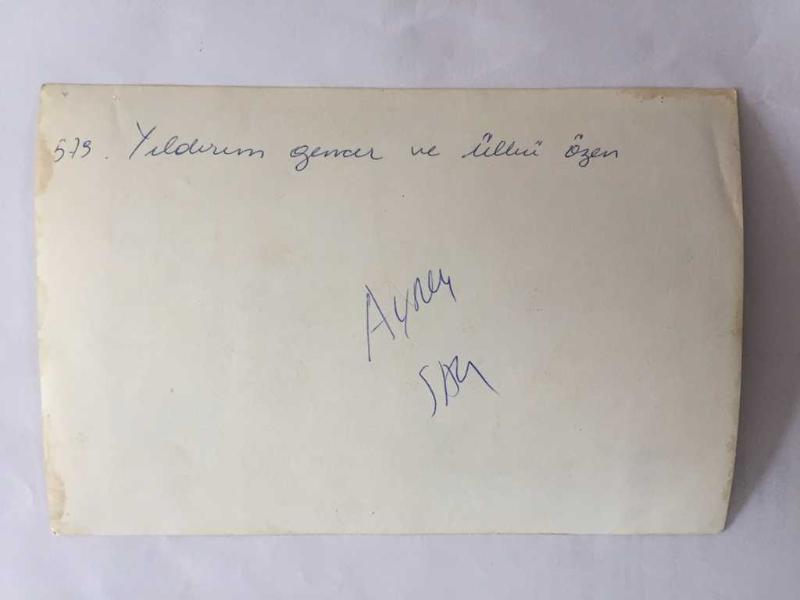 579. Yıldırım gencer ve ülkü özen